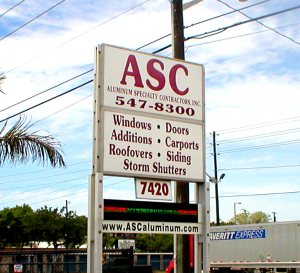 ASC
ALUMINUM SPECIALTY CONTRACTORS, INC.
547-8300
Windows • Doors
Additions • Carports
Roofovers • Siding
Storm Shutters
7420
www.ASCaluminum.com
AVERITT EXPRESS